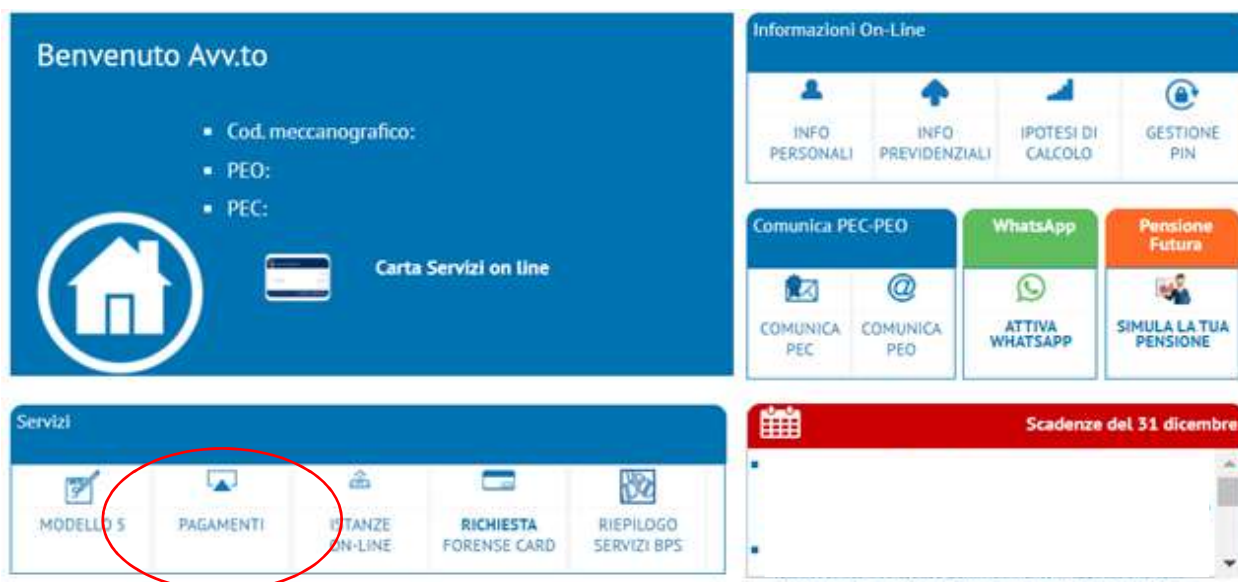 Benvenuto Avv.to
Cod. meccanografico:
PEO:
PEC:
Carta Servizi on line
Informazioni On-Line
INFO
PERSONALI
INFO
PREVIDENZIALI
IPOTESI DI
CALCOLO
GESTIONE
PIN
Comunica PEC-PEO
COMUNICA
PEC
COMUNICA
PEO
WhatsApp
ATTIVA
WHATSAPP
Pensione
Futura
SIMULA LA TUA
PENSIONE
Servizi
MODELLO 5
PAGAMENTI
ISTANZE
ON-LINE
RICHIESTA
FORENSE CARD
RIEPILOGO
SERVIZI BPS
Scadenze del 31 dicembre